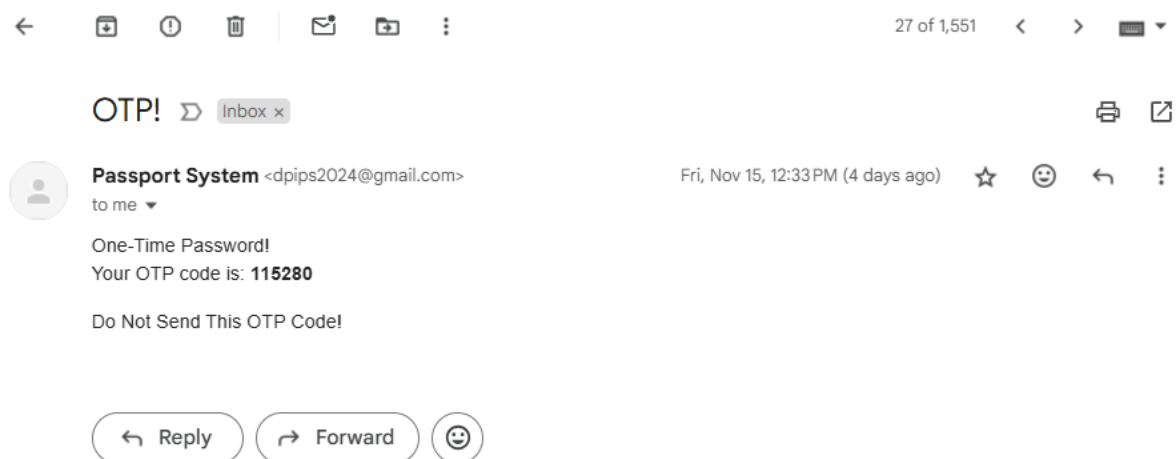 27 of 1,551
OTP! Inbox ×
Passport System <dpips2024@gmail.com> Fri, Nov 15, 12:33 PM (4 days ago)
to me
One-Time Password!
Your OTP code is: 115280
Do Not Send This OTP Code!
Reply Forward